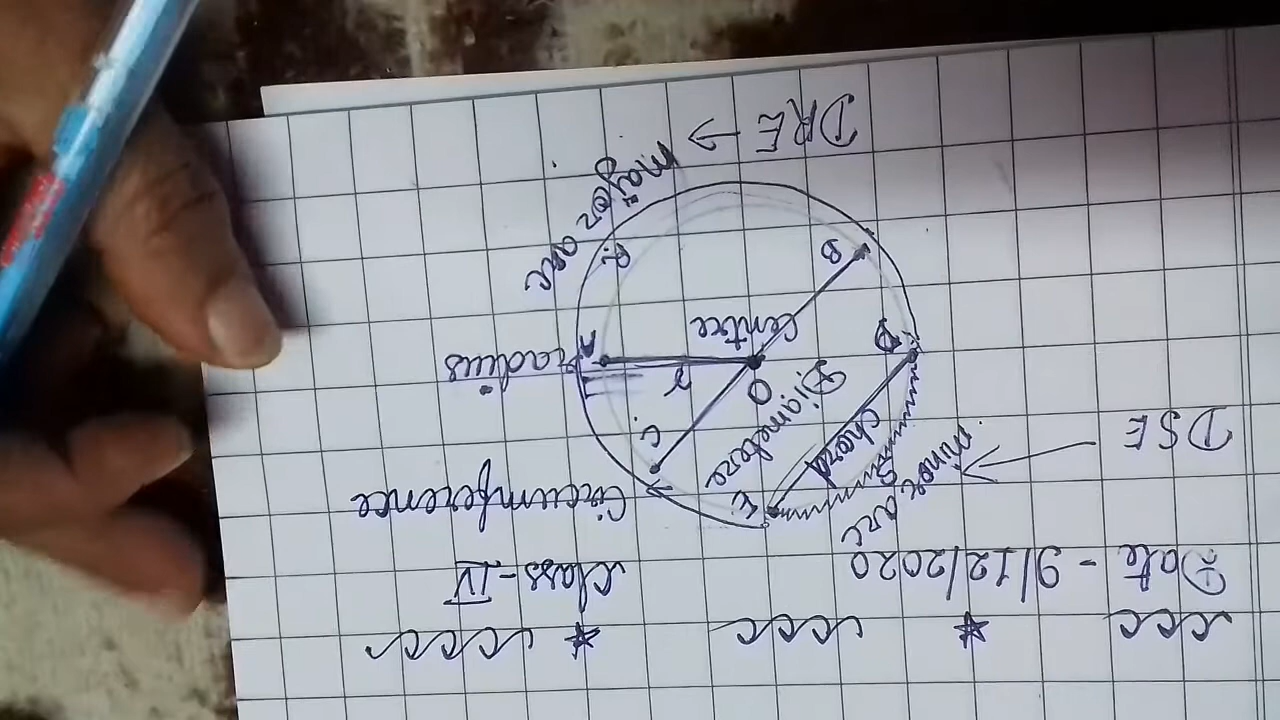 Date - 9/12/2020 Class-IV
minor arc
Circumference
E
DSE →
S
chord
Diameter
C
D
O
r
radius
A
Centre
B
R
major arc
DRE →